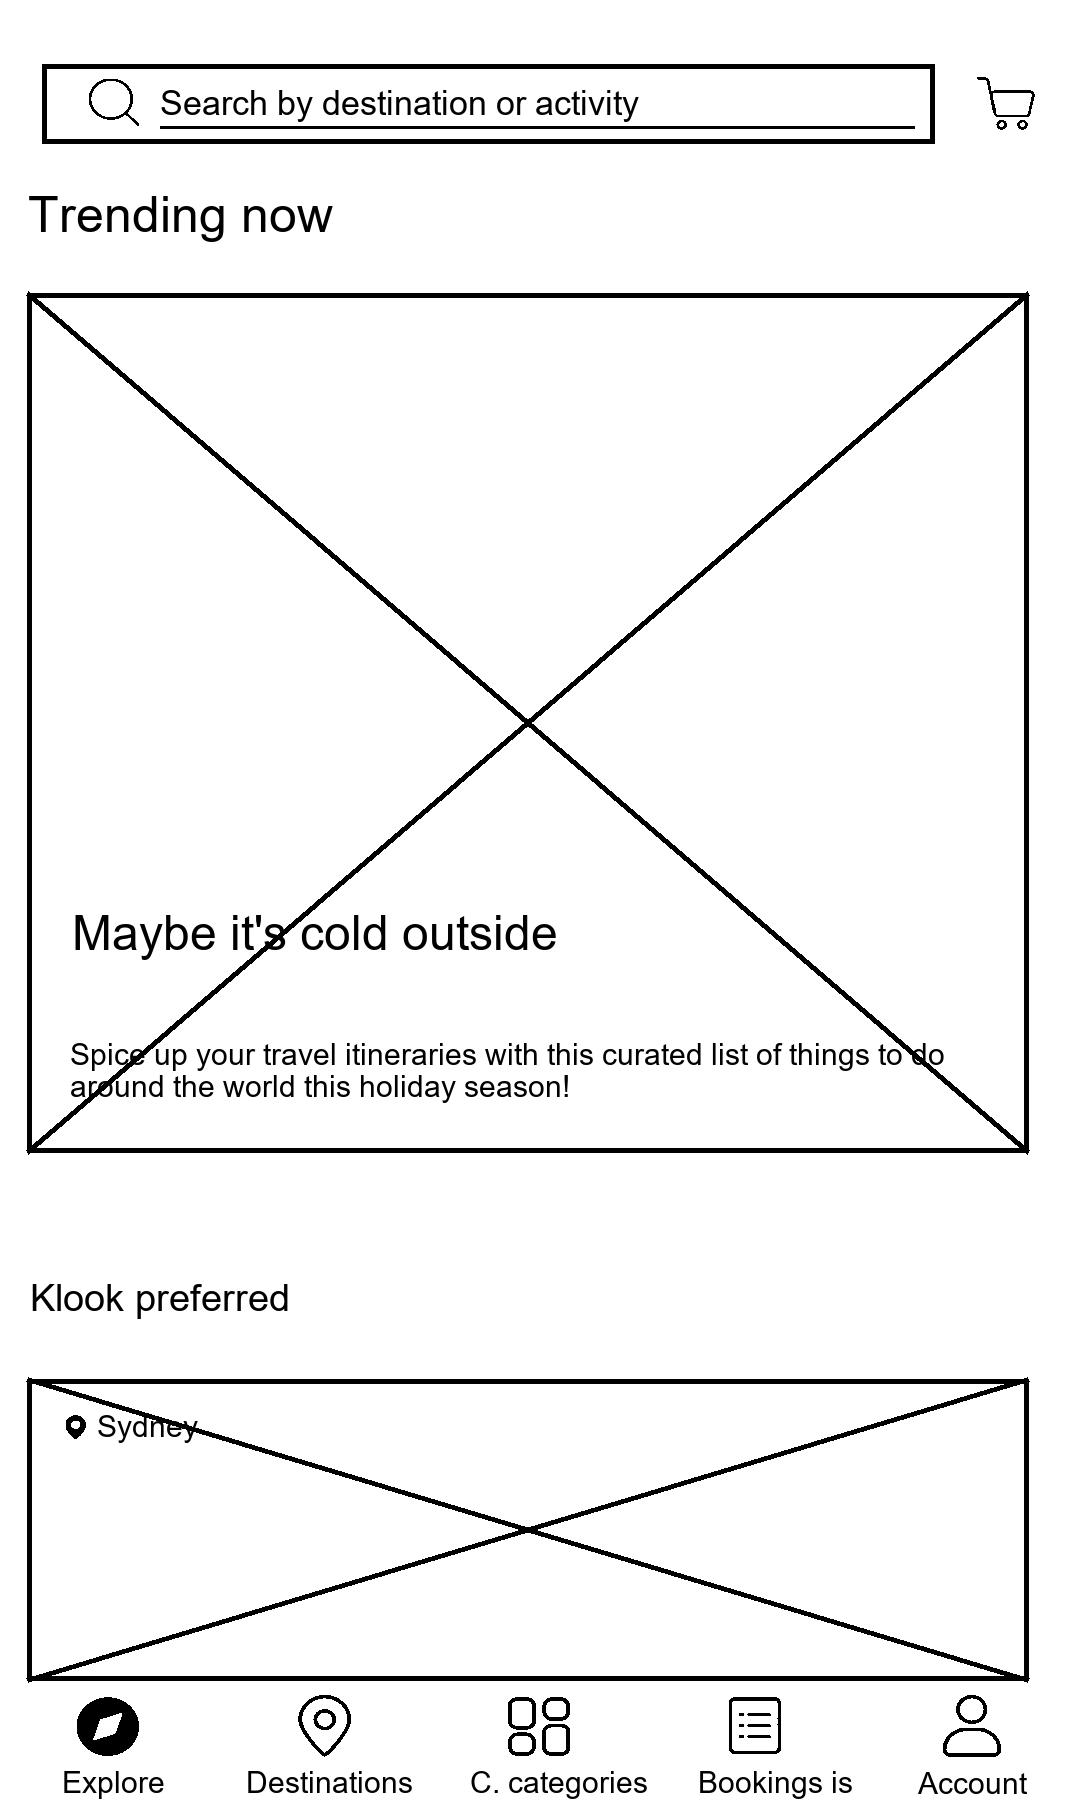 Search by destination or activity
Trending now
Maybe it's cold outside
Spice up your travel itineraries with this curated list of things to do
around the world this holiday season!
Klook preferred
Sydney
Explore
Destinations
C. categories
Bookings is
Account